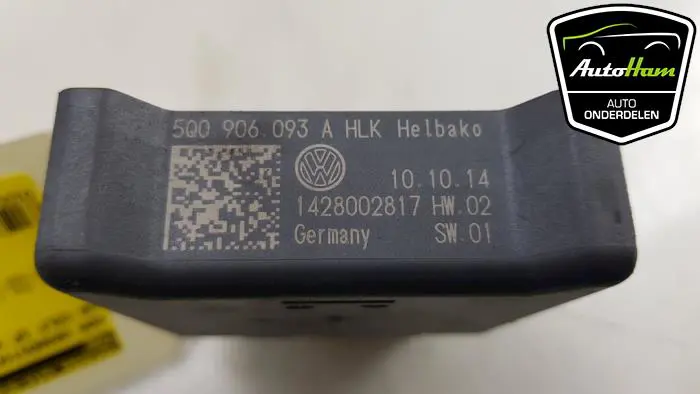 5Q0 906 093 A HLK Helbako
10.10.14
1428002817 HW.02
Germany SW.01
AutoHam
AUTO
ONDERDELEN